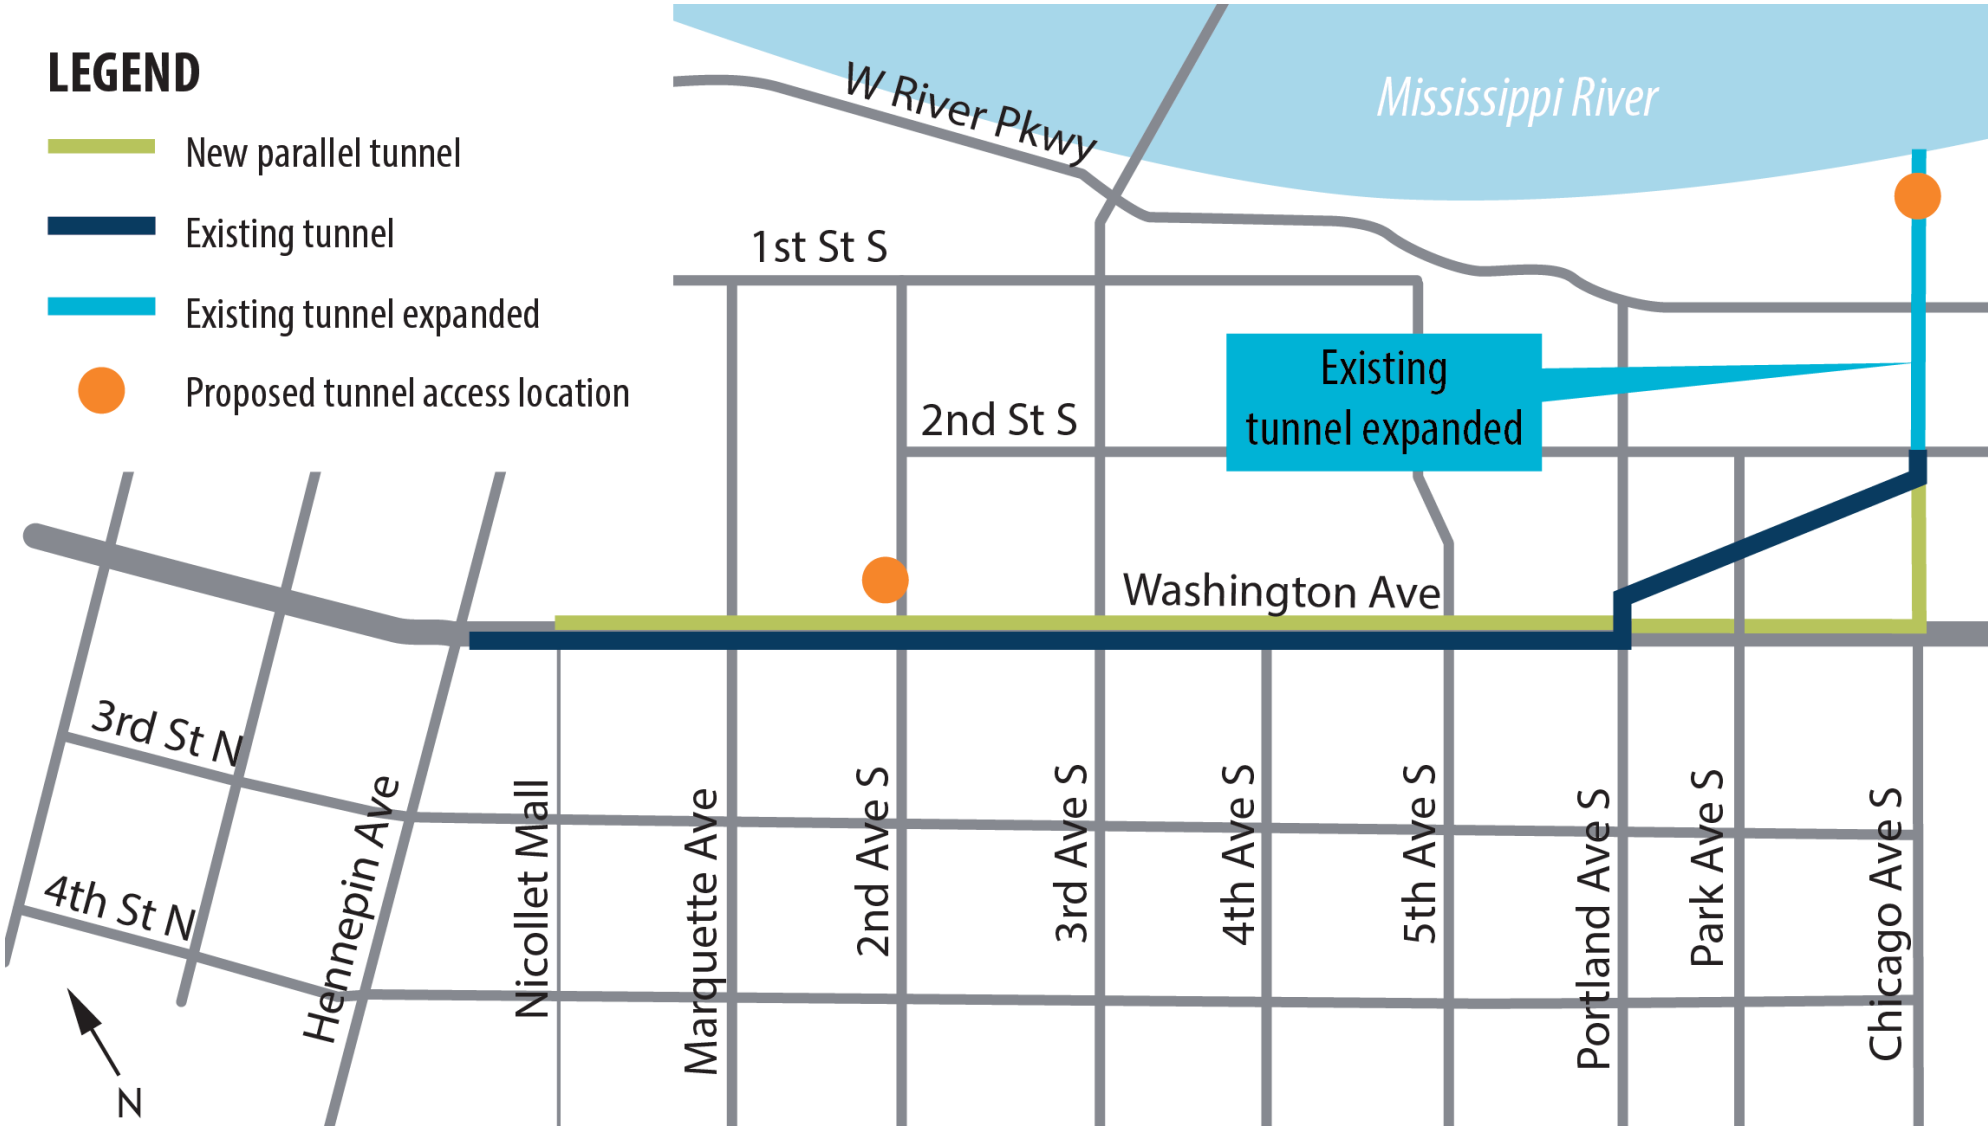 LEGEND
New parallel tunnel
Existing tunnel
Existing tunnel expanded
Proposed tunnel access location
W River Pkwy
Mississippi River
1st St S
Existing
tunnel expanded
2nd St S
Washington Ave
3rd St N
4th St N
Hennepin Ave
Nicollet Mall
Marquette Ave
2nd Ave S
3rd Ave S
4th Ave S
5th Ave S
Portland Ave S
Park Ave S
Chicago Ave S
N